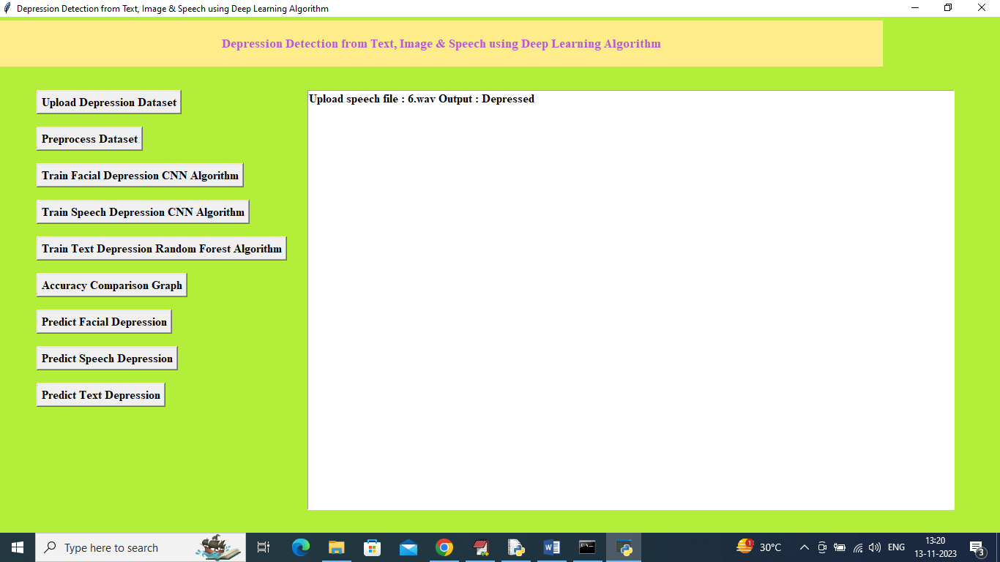 Depression Detection from Text, Image & Speech using Deep Learning Algorithm
Depression Detection from Text, Image & Speech using Deep Learning Algorithm
Upload Depression Dataset
Preprocess Dataset
Train Facial Depression CNN Algorithm
Train Speech Depression CNN Algorithm
Train Text Depression Random Forest Algorithm
Accuracy Comparison Graph
Predict Facial Depression
Predict Speech Depression
Predict Text Depression
Upload speech file : 6.wav Output : Depressed
Type here to search
1
30°C
ENG
13:20
13-11-2023
3